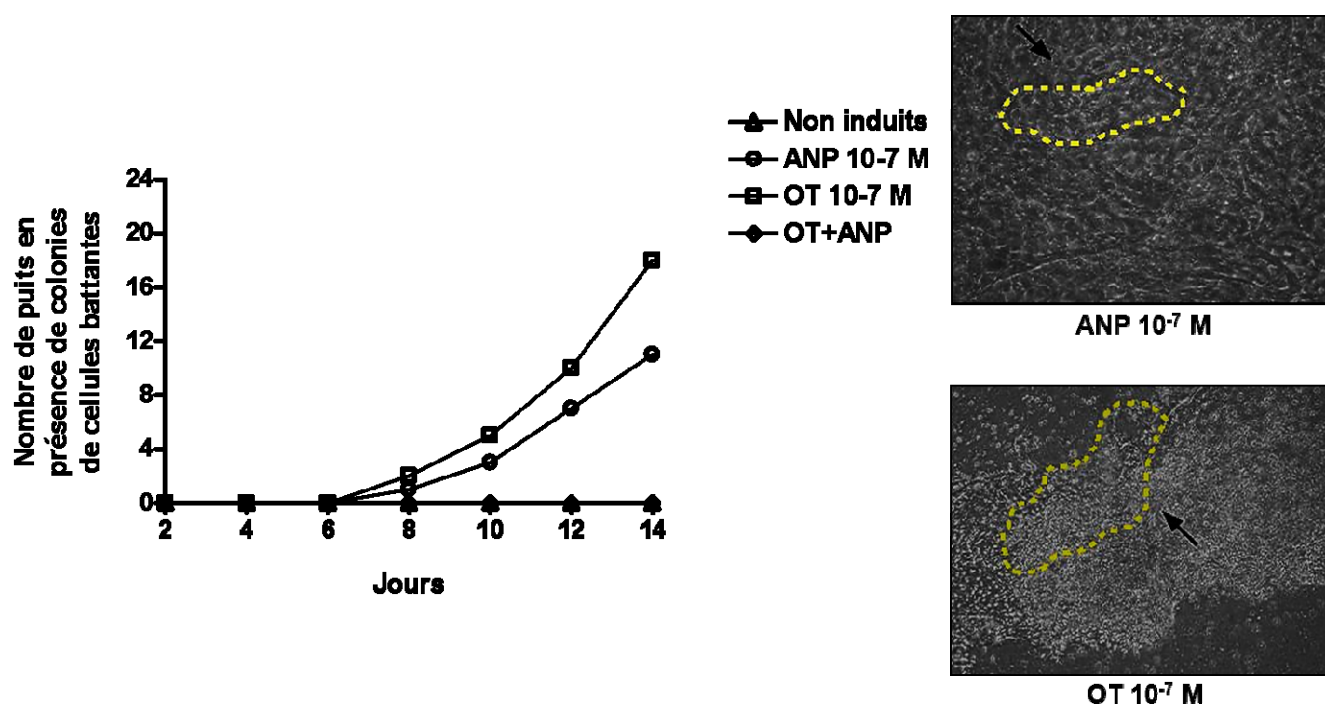 Nombre de puits en
présence de colonies
de cellules battantes
24
20
16
12
8
4
0
2 4 6 8 10 12 14
Jours
Non induits
ANP 10-7 M
OT 10-7 M
OT+ANP
ANP 10⁻⁷ M
OT 10⁻⁷ M